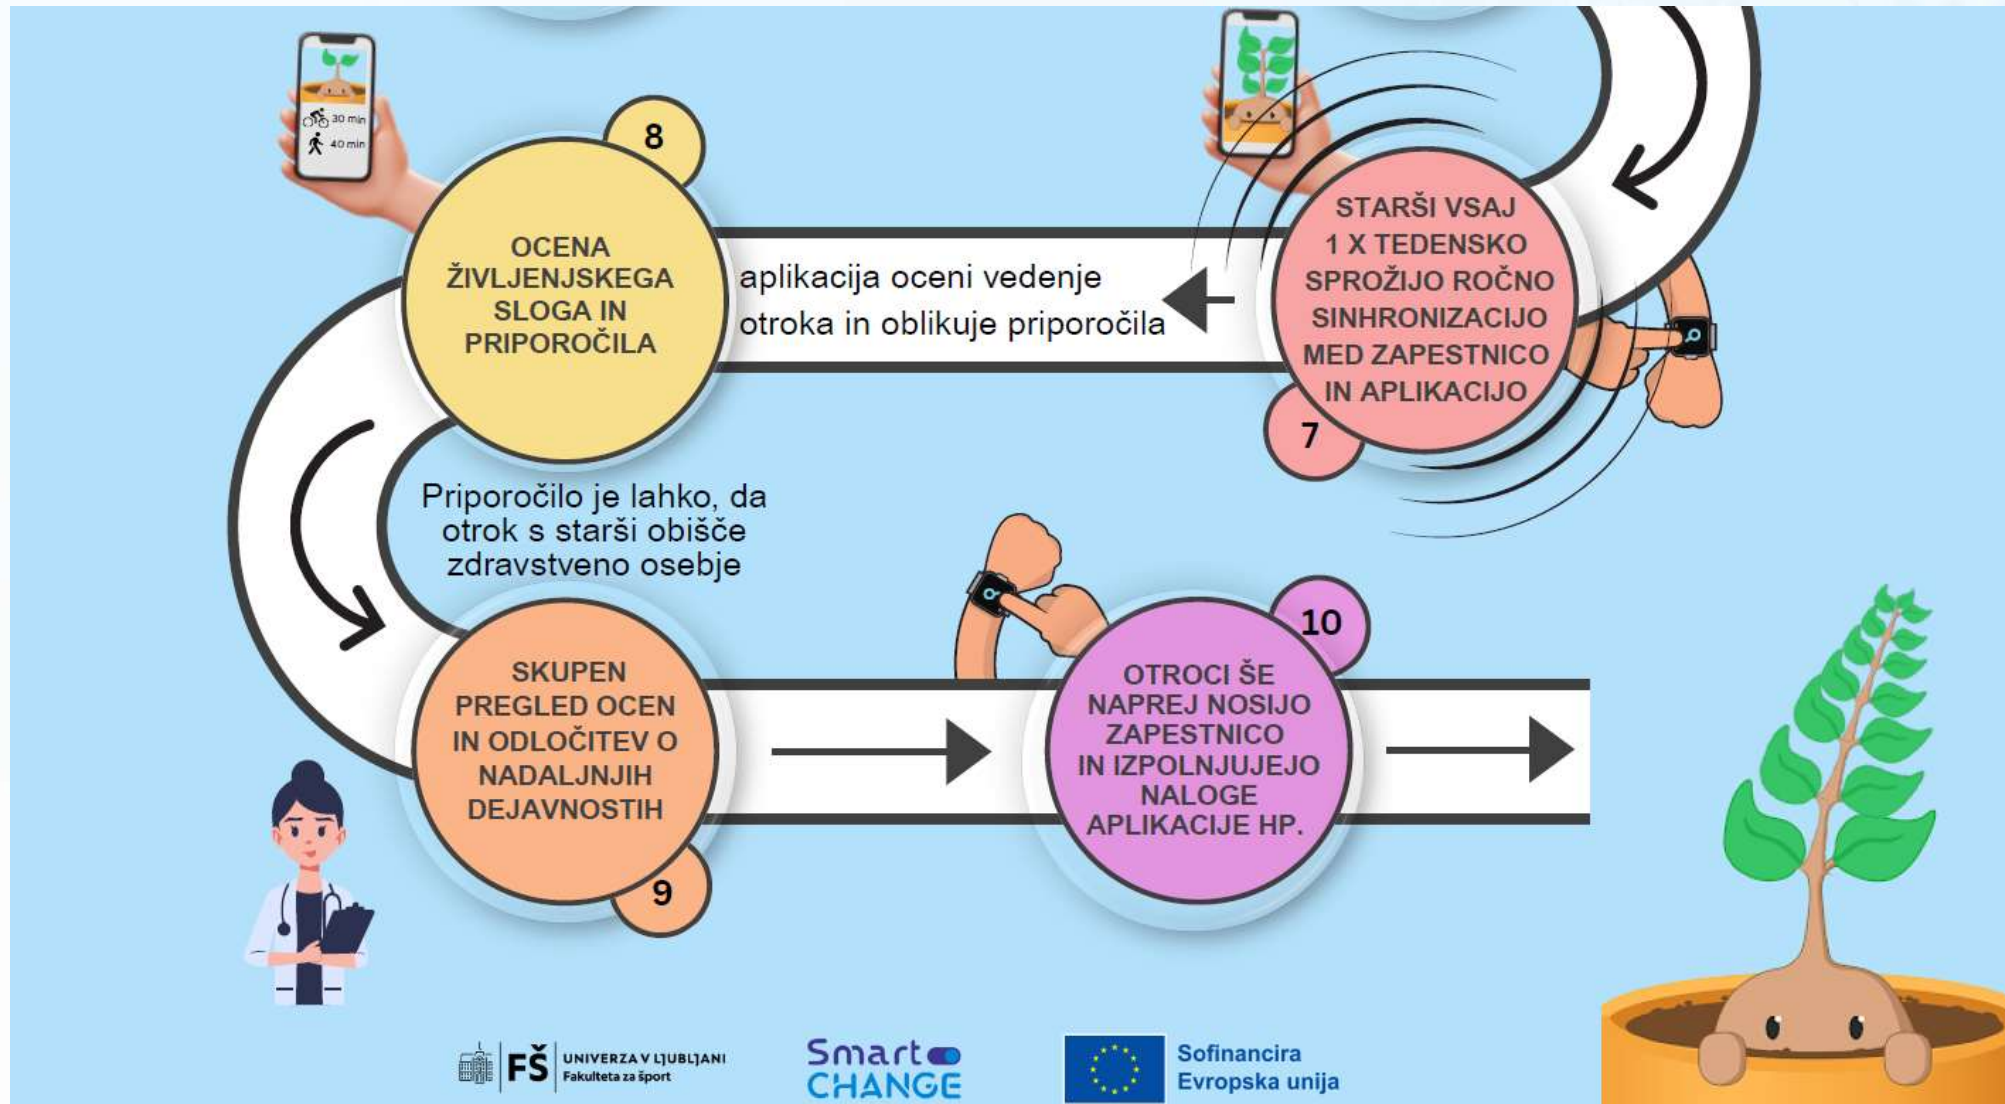 STARŠI VSAJ
1 X TEDENSKO
SPROŽIJO ROČNO
SINHRONIZACIJO
MED ZAPESTNICO
IN APLIKACIJO
7
aplikacija oceni vedenje
otroka in oblikuje priporočila
30 min
40 min
8
OCENA
ŽIVLJENJSKEGA
SLOGA IN
PRIPOROČILA
Priporočilo je lahko, da
otrok s starši obišče
zdravstveno osebje
SKUPEN
PREGLED OCEN
IN ODLOČITEV O
NADALJNJIH
DEJAVNOSTIH
9
10
OTROCI ŠE
NAPREJ NOSIJO
ZAPESTNICO
IN IZPOLNJUJEJO
NALOGE
APLIKACIJE HP.
FŠ
UNIVERZA V LJUBLJANI
Fakulteta za šport
Smart
CHANGE
Sofinancira
Evropska unija